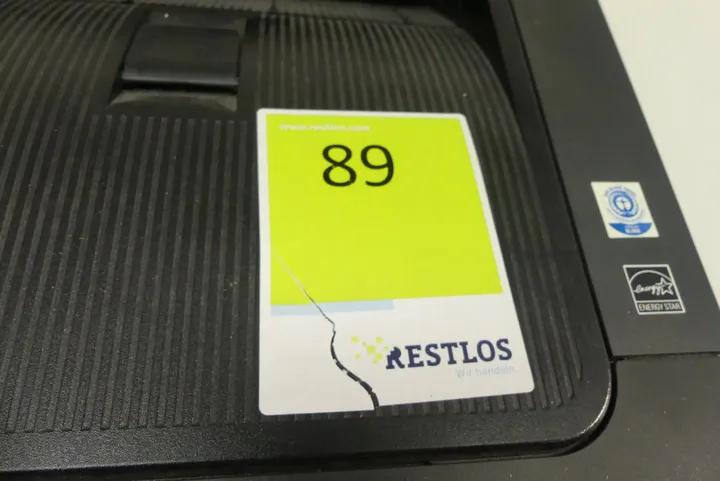 www.restlos.com
89
RESTLOS
Wir handeln.
ENERGY STAR